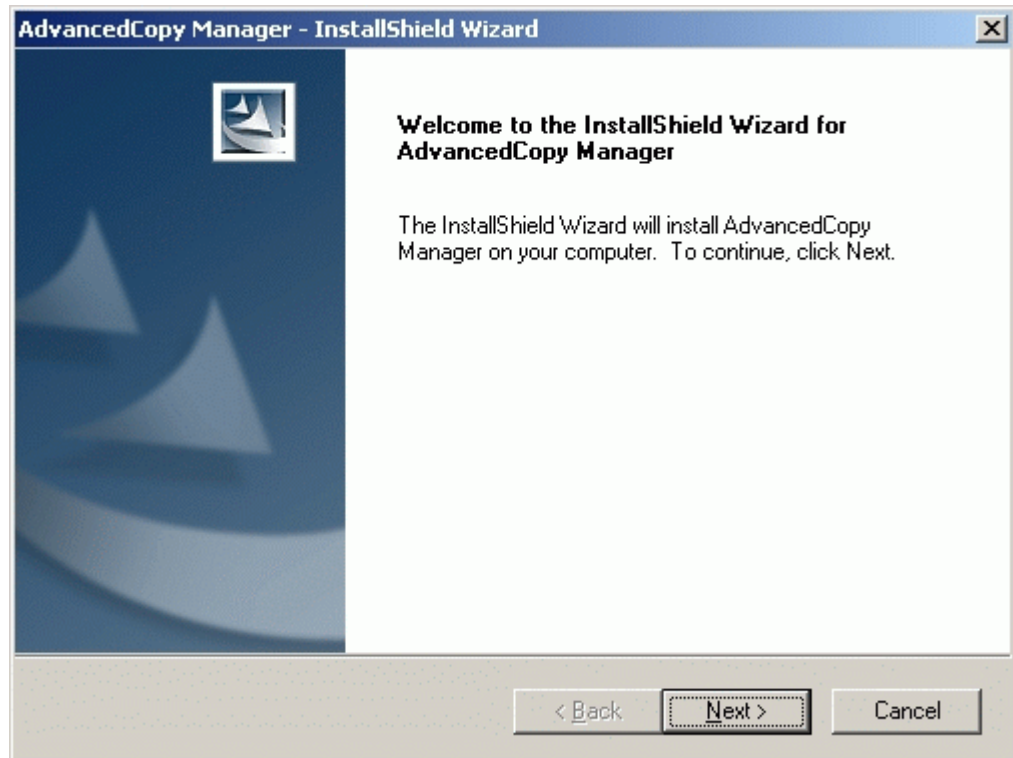 AdvancedCopy Manager - InstallShield Wizard
Welcome to the InstallShield Wizard for
AdvancedCopy Manager
The InstallShield Wizard will install AdvancedCopy
Manager on your computer.  To continue, click Next.
< Back
Next >
Cancel